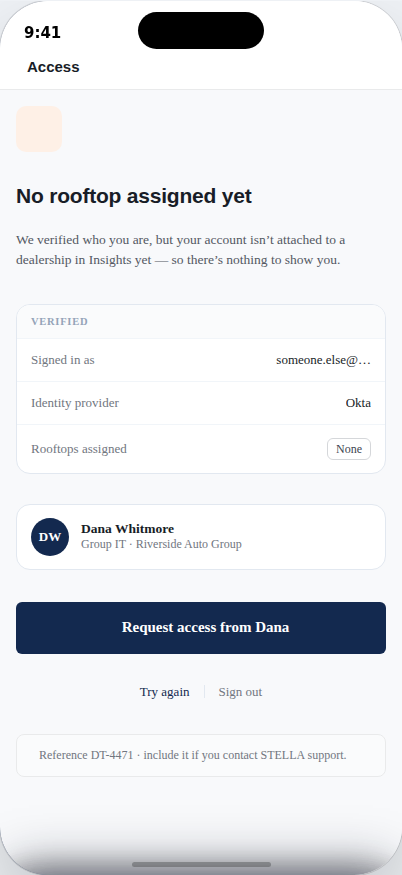 9:41
Access
No rooftop assigned yet
We verified who you are, but your account isn’t attached to a
dealership in Insights yet — so there’s nothing to show you.
VERIFIED
Signed in as someone.else@…
Identity provider Okta
Rooftops assigned None
DW Dana Whitmore
Group IT · Riverside Auto Group
Request access from Dana
Try again Sign out
Reference DT-4471 · include it if you contact STELLA support.